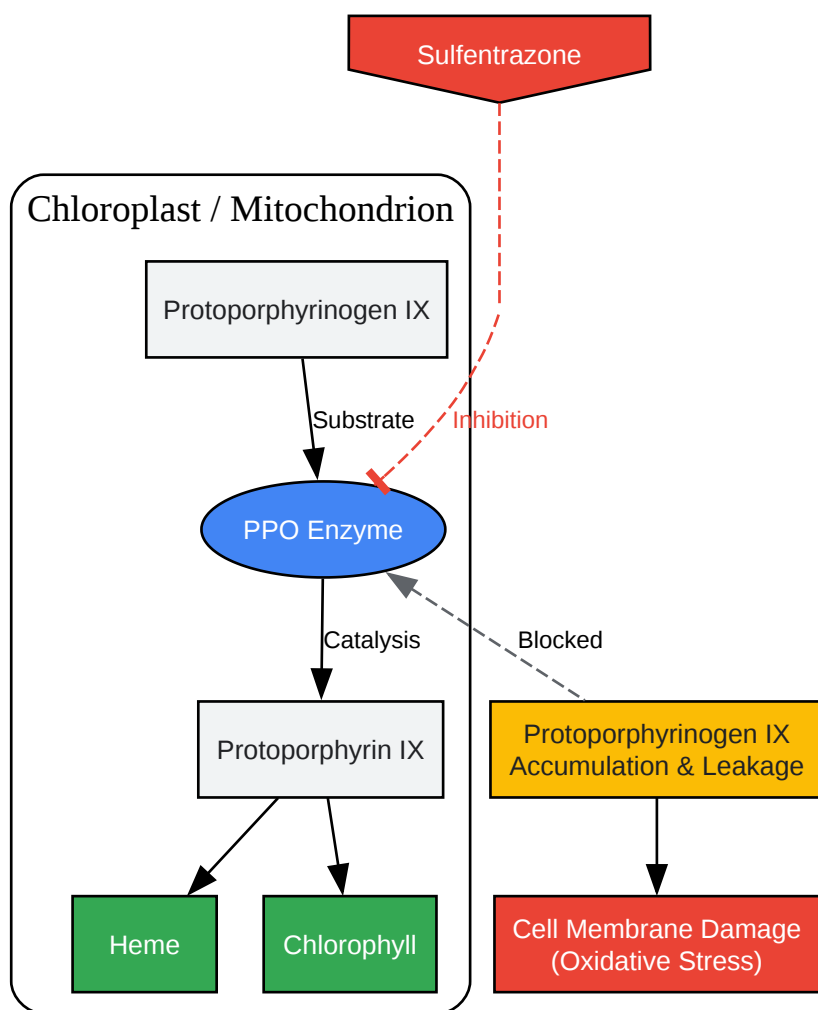 Sulfentrazone
Chloroplast / Mitochondrion
Protoporphyrinogen IX
Substrate
Inhibition
PPO Enzyme
Catalysis
Blocked
Protoporphyrin IX
Protoporphyrinogen IX
Accumulation & Leakage
Heme
Chlorophyll
Cell Membrane Damage
(Oxidative Stress)